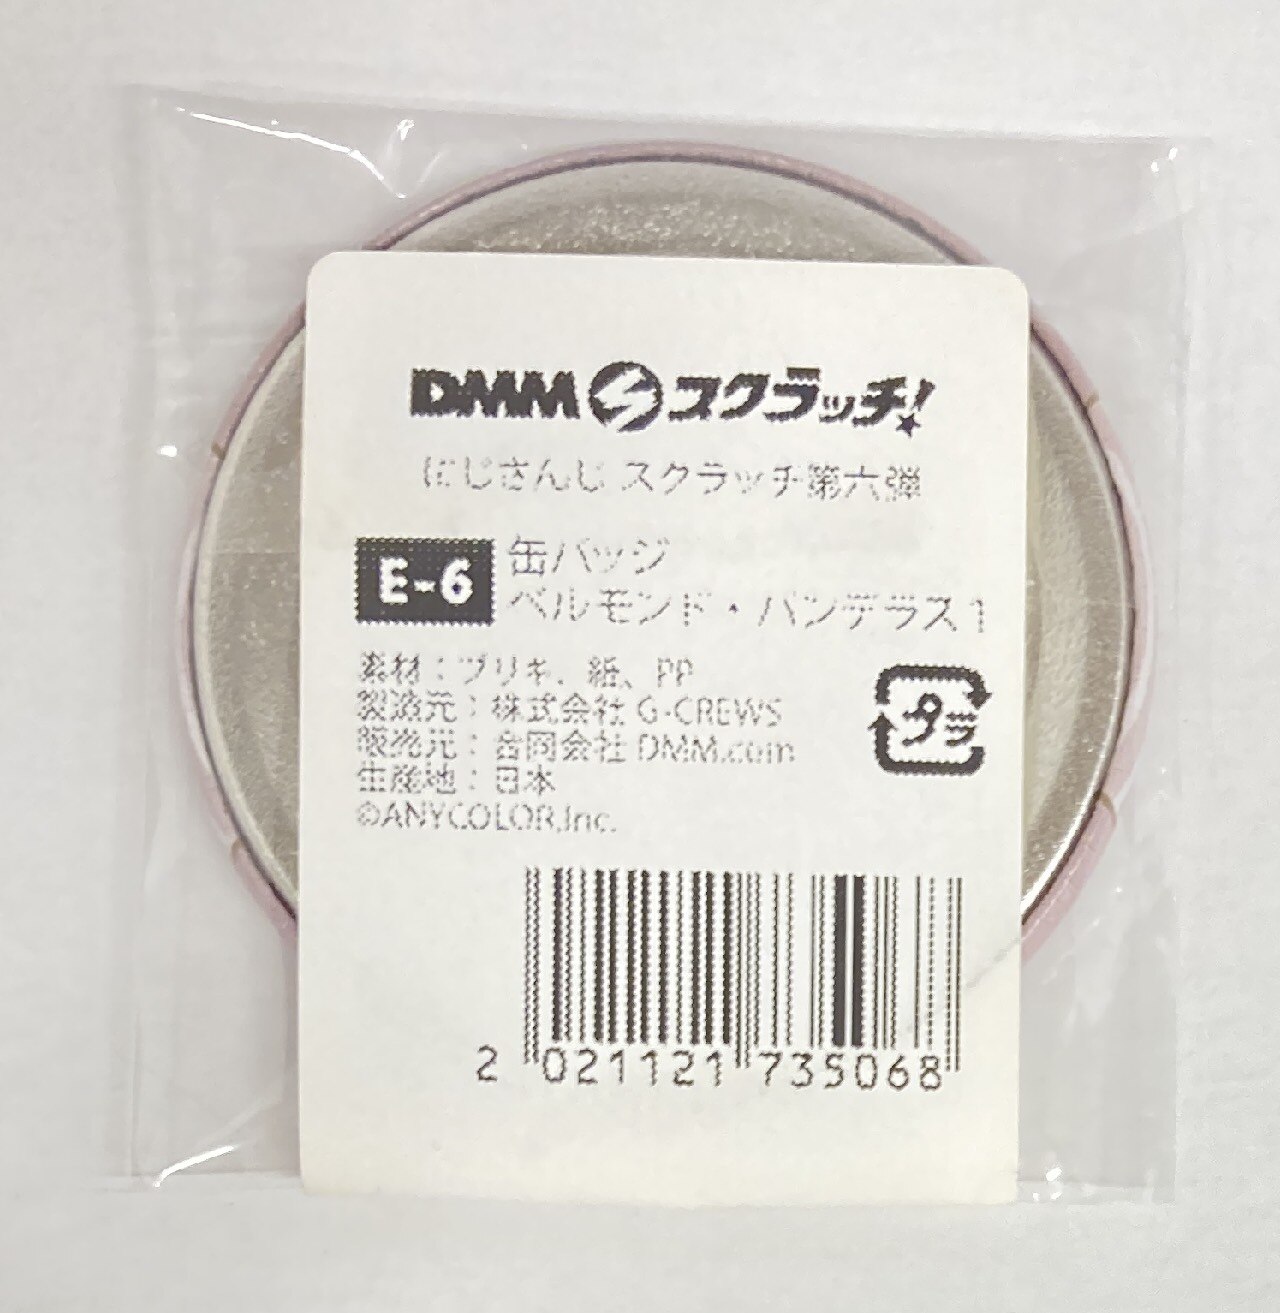 DMM スクラッチ!
にじさんじ スクラッチ第六弾
E-6
缶バッジ
ベルモンド・バンデラス1
素材：ブリキ、紙、PP
製造元：株式会社 G-CREWS
販売元：合同会社 DMM.com
生産地：日本
©ANYCOLOR,Inc.
プラ
2 021121 735068